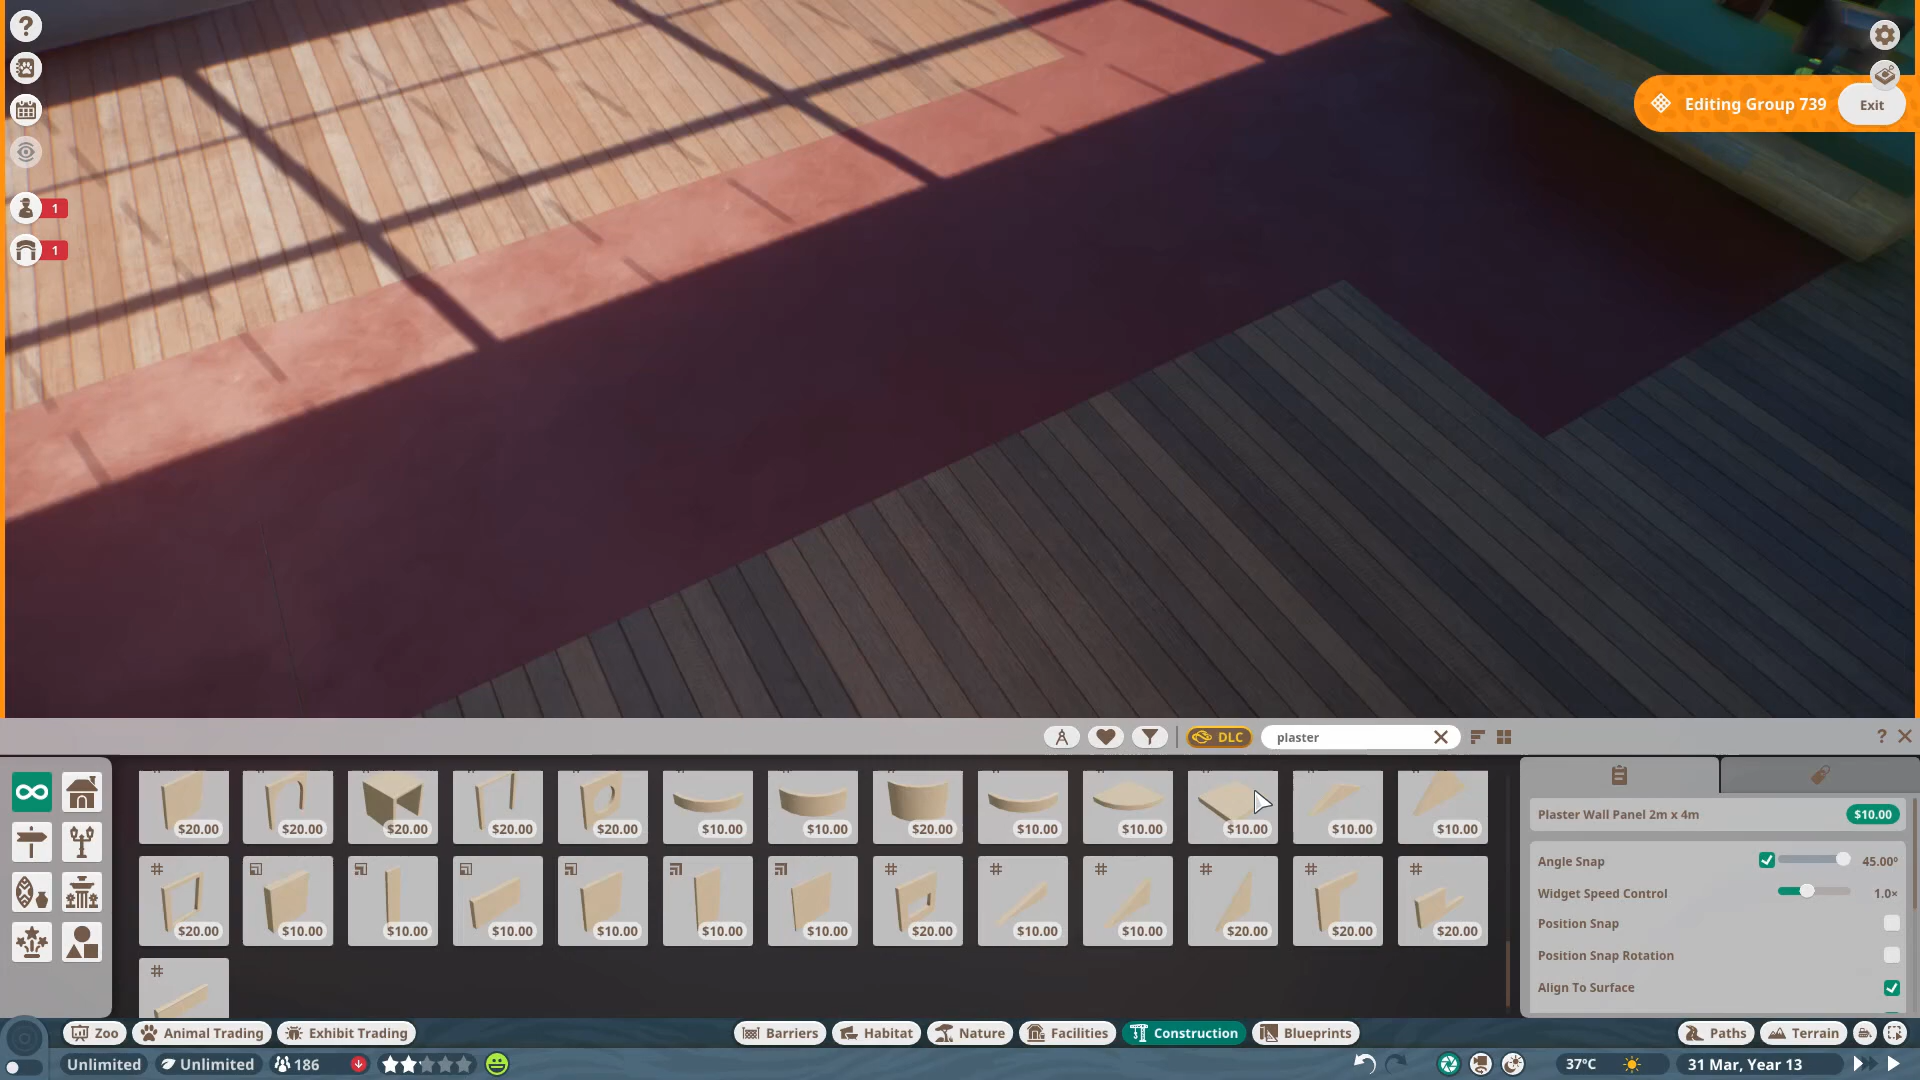 Editing Group 739
Exit
1
1
DLC
plaster
?
$20.00
$20.00
$20.00
$20.00
$20.00
$10.00
$10.00
$20.00
$10.00
$10.00
$10.00
$10.00
$10.00
$20.00
$10.00
$10.00
$10.00
$10.00
$10.00
$10.00
$20.00
$10.00
$10.00
$20.00
$20.00
$20.00
Plaster Wall Panel 2m x 4m
$10.00
Angle Snap
45.00°
Widget Speed Control
1.0×
Position Snap
Position Snap Rotation
Align To Surface
Zoo
Animal Trading
Exhibit Trading
Barriers
Habitat
Nature
Facilities
Construction
Blueprints
Paths
Terrain
Unlimited
Unlimited
186
37°C
31 Mar, Year 13